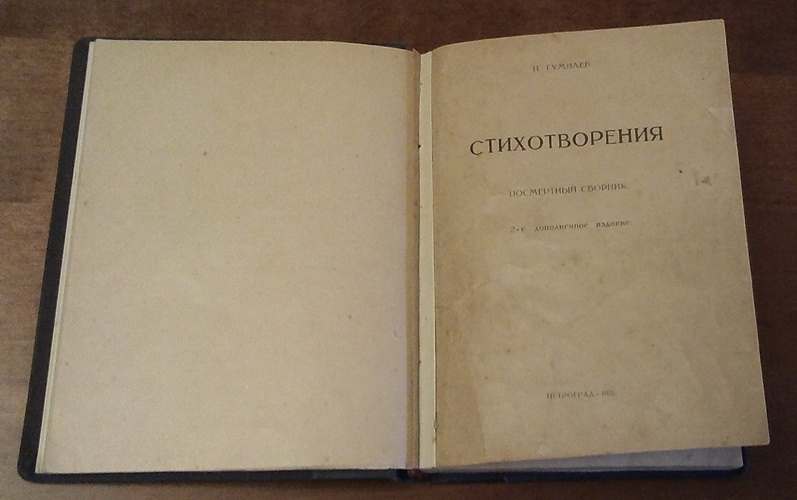 Н. ГУМИЛЕВ
СТИХОТВОРЕНИЯ
ПОСМЕРТНЫЙ СБОРНИК
2-е дополненное издание.
ПЕТРОГРАД